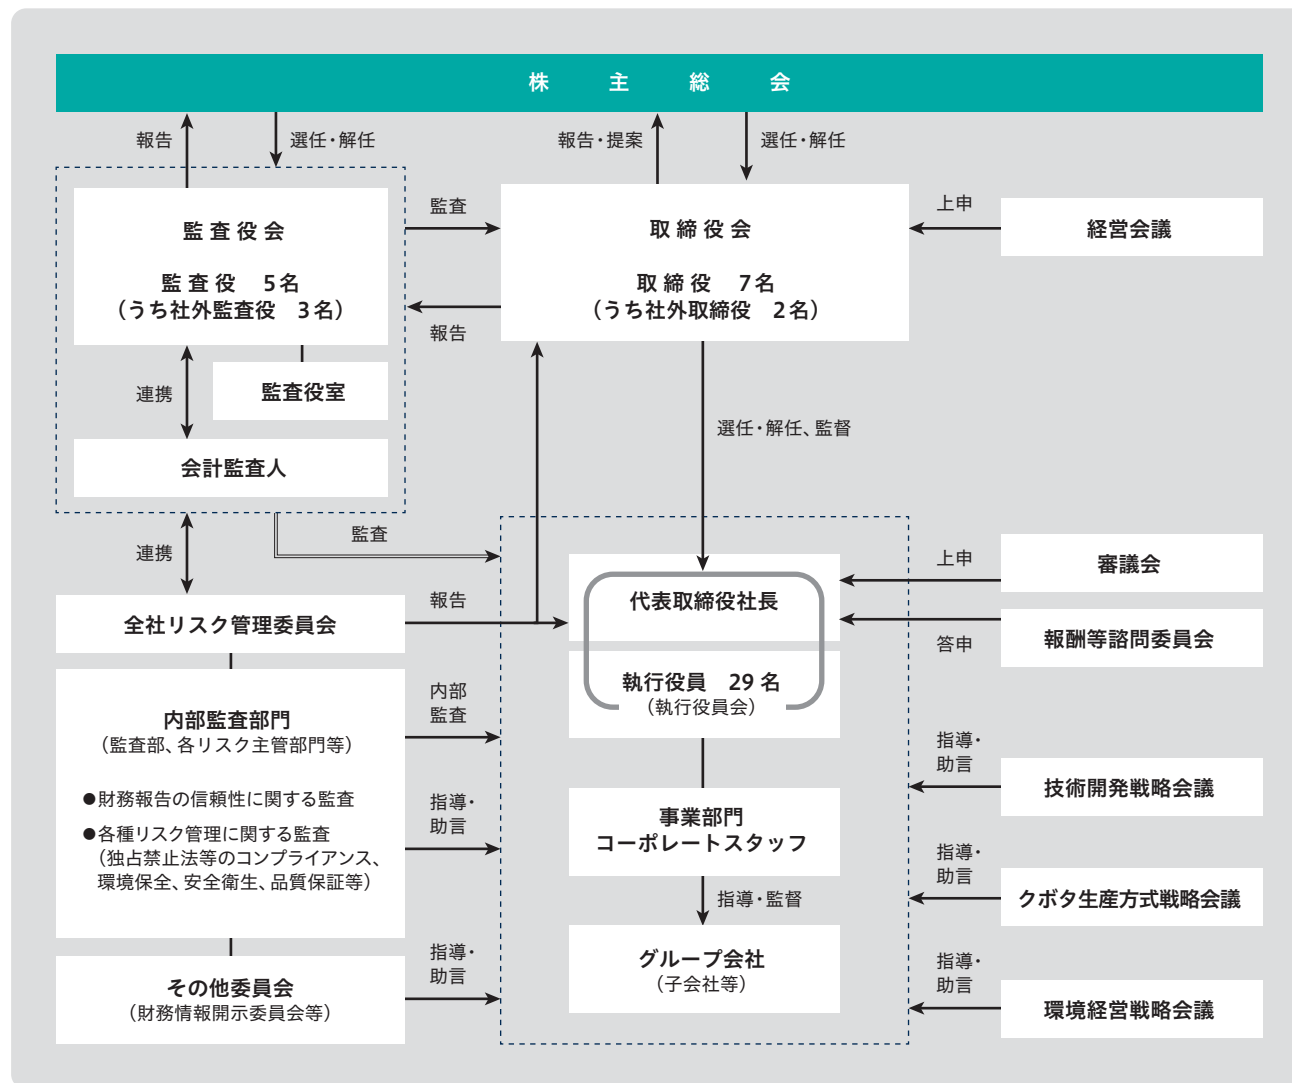 株主総会
報告
選任・解任
報告・提案
選任・解任
監査役会
監査役 5名
（うち社外監査役 3名）
監査
報告
取締役会
取締役 7名
（うち社外取締役 2名）
上申
経営会議
連携
監査役室
会計監査人
選任・解任、監督
連携
監査
全社リスク管理委員会
報告
代表取締役社長
執行役員 29名
（執行役員会）
上申
審議会
答申
報酬等諮問委員会
内部監査部門
（監査部、各リスク主管部門等）
●財務報告の信頼性に関する監査
●各種リスク管理に関する監査
（独占禁止法等のコンプライアンス、
環境保全、安全衛生、品質保証等）
内部
監査
指導・
助言
事業部門
コーポレートスタッフ
指導・監督
グループ会社
（子会社等）
指導・
助言
技術開発戦略会議
指導・
助言
クボタ生産方式戦略会議
その他委員会
（財務情報開示委員会等）
指導・
助言
指導・
助言
環境経営戦略会議